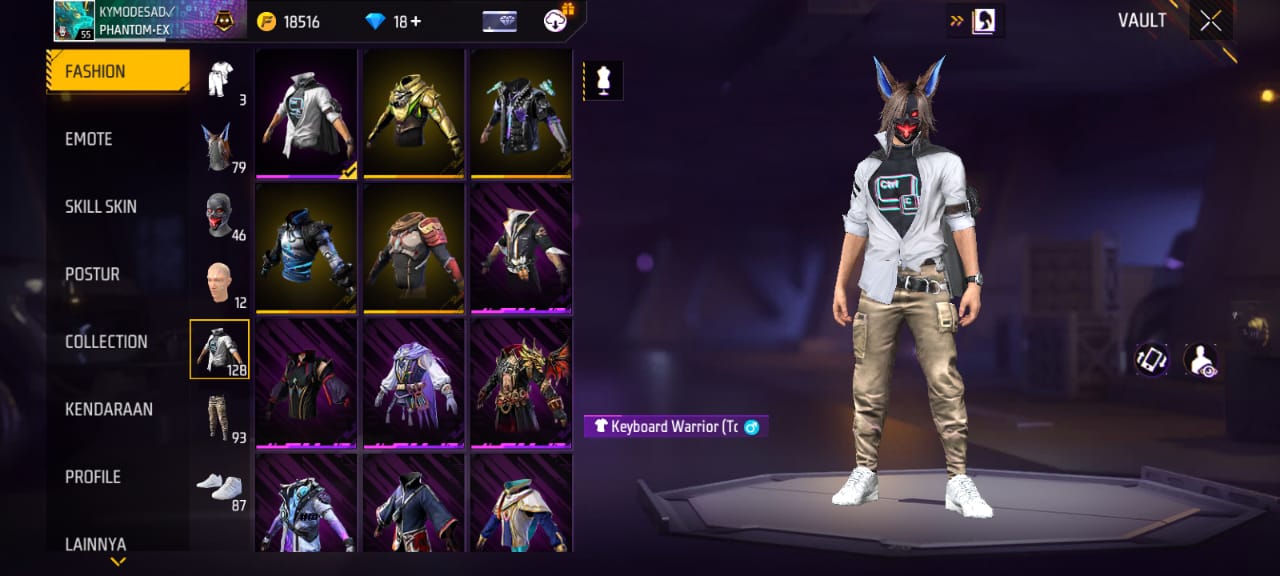 KYMODESAD✓
55
PHANTOM·EX
18516
18+
VAULT
FASHION
EMOTE
SKILL SKIN
POSTUR
COLLECTION
KENDARAAN
PROFILE
LAINNYA
3
79
46
12
128
93
87
Ctrl
C
Keyboard Warrior (To